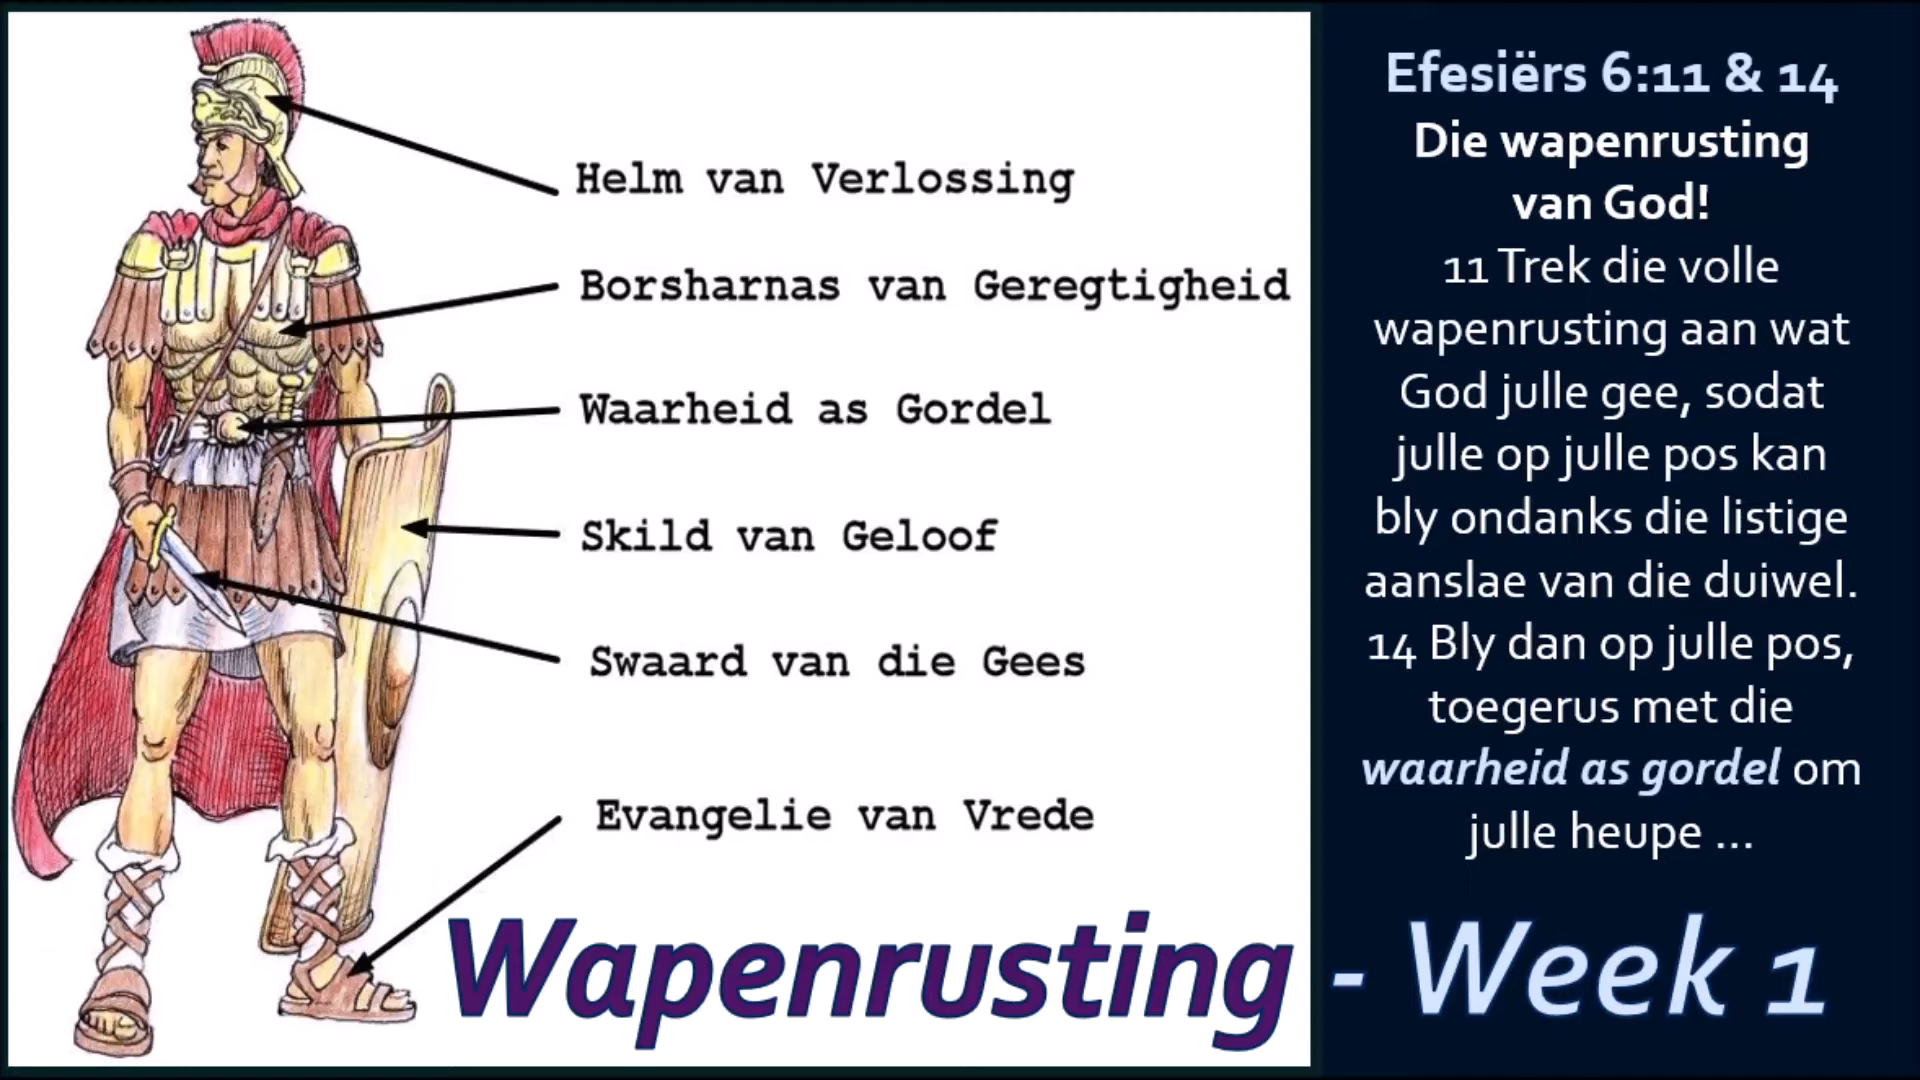 Helm van Verlossing
Borsharnas van Geregtigheid
Waarheid as Gordel
Skild van Geloof
Swaard van die Gees
Evangelie van Vrede
Wapenrusting - Week 1
Efesiërs 6:11 & 14
Die wapenrusting
van God!
11 Trek die volle
wapenrusting aan wat
God julle gee, sodat
julle op julle pos kan
bly ondanks die listige
aanslae van die duiwel.
14 Bly dan op julle pos,
toegerus met die
waarheid as gordel om
julle heupe ...